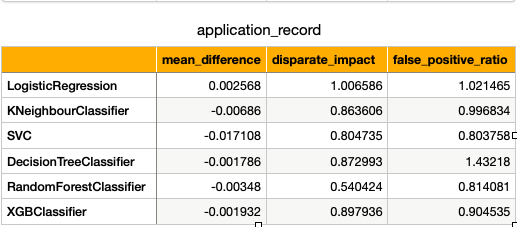 application_record
mean_difference disparate_impact false_positive_ratio
LogisticRegression 0.002568 1.006586 1.021465
KNeighbourClassifier -0.00686 0.863606 0.996834
SVC -0.017108 0.804735 0.803758
DecisionTreeClassifier -0.001786 0.872993 1.43218
RandomForestClassifier -0.00348 0.540424 0.814081
XGBClassifier -0.001932 0.897936 0.904535